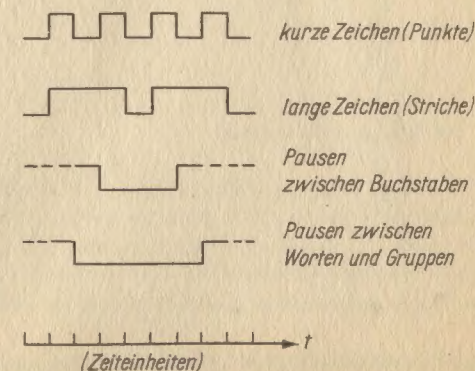 kurze Zeichen (Punkte)
lange Zeichen (Striche)
Pausen
zwischen Buchstaben
Pausen zwischen
Worten und Gruppen
t
(Zeiteinheiten)